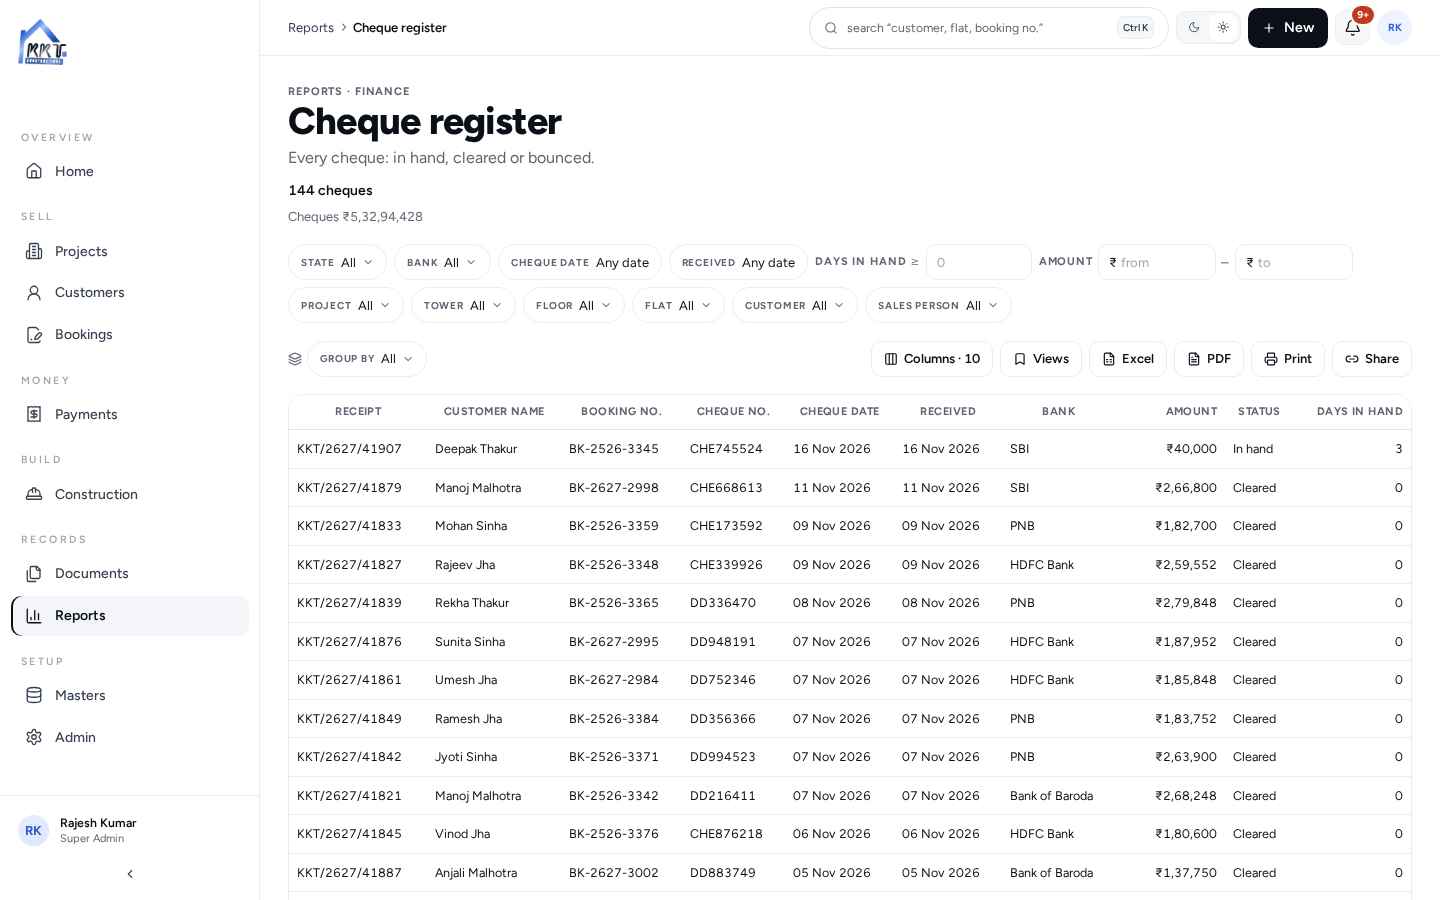 KKT
CONSTRUCTIONS
OVERVIEW
Home
SELL
Projects
Customers
Bookings
MONEY
Payments
BUILD
Construction
RECORDS
Documents
Reports
SETUP
Masters
Admin
RK
Rajesh Kumar
Super Admin
Reports > Cheque register
search “customer, flat, booking no.” Ctrl K
New
9+
RK
REPORTS · FINANCE
Cheque register
Every cheque: in hand, cleared or bounced.
144 cheques
Cheques ₹5,32,94,428
STATE All BANK All CHEQUE DATE Any date RECEIVED Any date DAYS IN HAND ≥ 0 AMOUNT ₹ from – ₹ to
PROJECT All TOWER All FLOOR All FLAT All CUSTOMER All SALES PERSON All
GROUP BY All Columns · 10 Views Excel PDF Print Share
RECEIPT CUSTOMER NAME BOOKING NO. CHEQUE NO. CHEQUE DATE RECEIVED BANK AMOUNT STATUS DAYS IN HAND
KKT/2627/41907 Deepak Thakur BK-2526-3345 CHE745524 16 Nov 2026 16 Nov 2026 SBI ₹40,000 In hand 3
KKT/2627/41879 Manoj Malhotra BK-2627-2998 CHE668613 11 Nov 2026 11 Nov 2026 SBI ₹2,66,800 Cleared 0
KKT/2627/41833 Mohan Sinha BK-2526-3359 CHE173592 09 Nov 2026 09 Nov 2026 PNB ₹1,82,700 Cleared 0
KKT/2627/41827 Rajeev Jha BK-2526-3348 CHE339926 09 Nov 2026 09 Nov 2026 HDFC Bank ₹2,59,552 Cleared 0
KKT/2627/41839 Rekha Thakur BK-2526-3365 DD336470 08 Nov 2026 08 Nov 2026 PNB ₹2,79,848 Cleared 0
KKT/2627/41876 Sunita Sinha BK-2627-2995 DD948191 07 Nov 2026 07 Nov 2026 HDFC Bank ₹1,87,952 Cleared 0
KKT/2627/41861 Umesh Jha BK-2627-2984 DD752346 07 Nov 2026 07 Nov 2026 HDFC Bank ₹1,85,848 Cleared 0
KKT/2627/41849 Ramesh Jha BK-2526-3384 DD356366 07 Nov 2026 07 Nov 2026 PNB ₹1,83,752 Cleared 0
KKT/2627/41842 Jyoti Sinha BK-2526-3371 DD994523 07 Nov 2026 07 Nov 2026 PNB ₹2,63,900 Cleared 0
KKT/2627/41821 Manoj Malhotra BK-2526-3342 DD216411 07 Nov 2026 07 Nov 2026 Bank of Baroda ₹2,68,248 Cleared 0
KKT/2627/41845 Vinod Jha BK-2526-3376 CHE876218 06 Nov 2026 06 Nov 2026 HDFC Bank ₹1,80,600 Cleared 0
KKT/2627/41887 Anjali Malhotra BK-2627-3002 DD883749 05 Nov 2026 05 Nov 2026 Bank of Baroda ₹1,37,750 Cleared 0